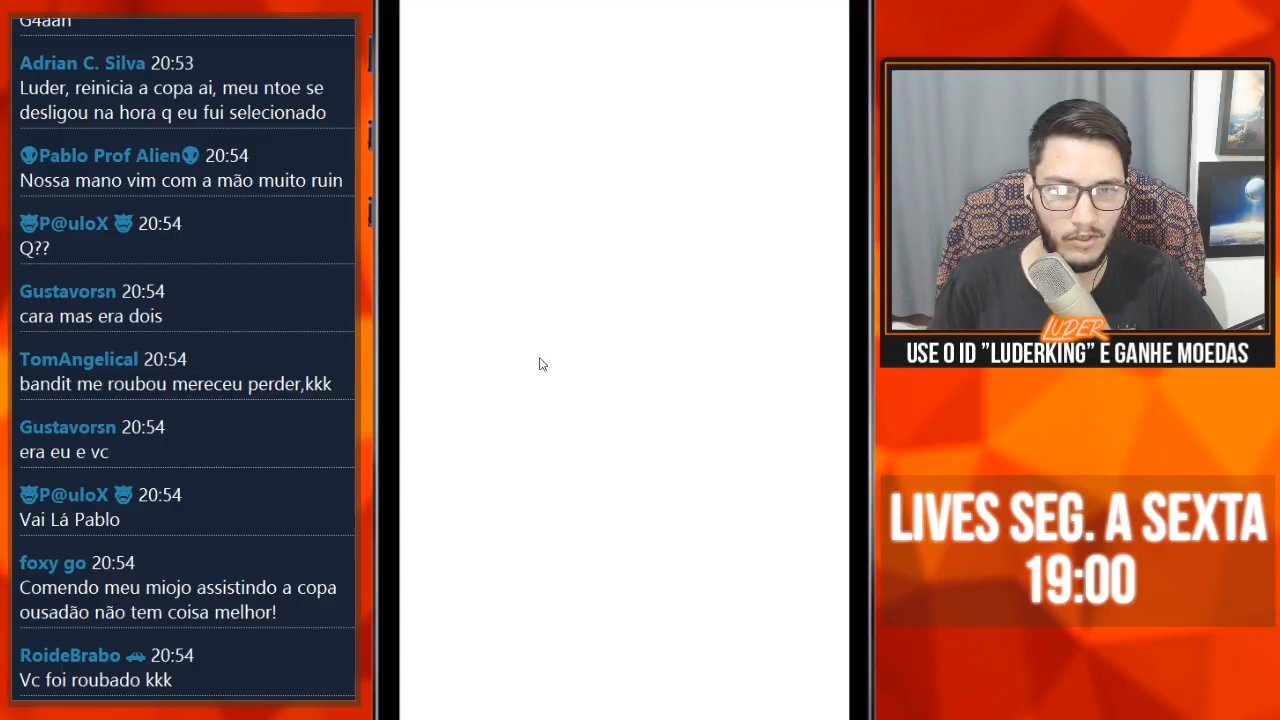 G4aah
Adrian C. Silva 20:53
Luder, reinicia a copa ai, meu ntoe se
desligou na hora q eu fui selecionado
👽Pablo Prof Alien👽 20:54
Nossa mano vim com a mão muito ruin
👹P@uloX 👹 20:54
Q??
Gustavorsn 20:54
cara mas era dois
TomAngelical 20:54
bandit me roubou mereceu perder,kkk
Gustavorsn 20:54
era eu e vc
👹P@uloX 👹 20:54
Vai Lá Pablo
foxy go 20:54
Comendo meu miojo assistindo a copa
ousadão não tem coisa melhor!
RoideBrabo 🚗 20:54
Vc foi roubado kkk
LUDER
USE O ID "LUDERKING" E GANHE MOEDAS
LIVES SEG. A SEXTA
19:00